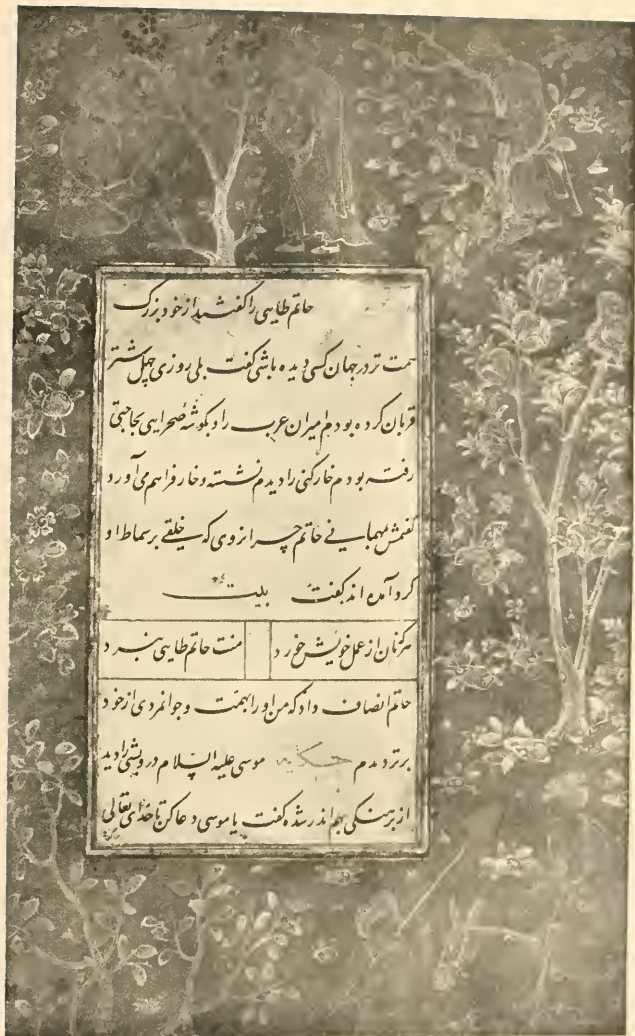 حاتم طایی را گفتند از خود بزرگ
همت تر در جهان کسی دیده باشی گفت بلی روزی چهل شتر
قربان کرده بودم امیران عرب را و بگوشه صحرایی بحاجتی
رفته بودم خارکنی را دیدم نشسته و خار فراهم می آورد
گفتمش بمهمانی حاتم چرا نروی که خلقی بر سماط او
گرد آمده اند گفت بیت
هرکه نان از عمل خویش خورد منت حاتم طایی نبرد
حاتم انصاف داد که من او را بهمت و جوانمردی از خود
برتر دیدم حکایت موسی علیه السلام درویشی را دید
از برهنگی بریک اندر شده گفت یا موسی دعا کن تا خدای تعالی